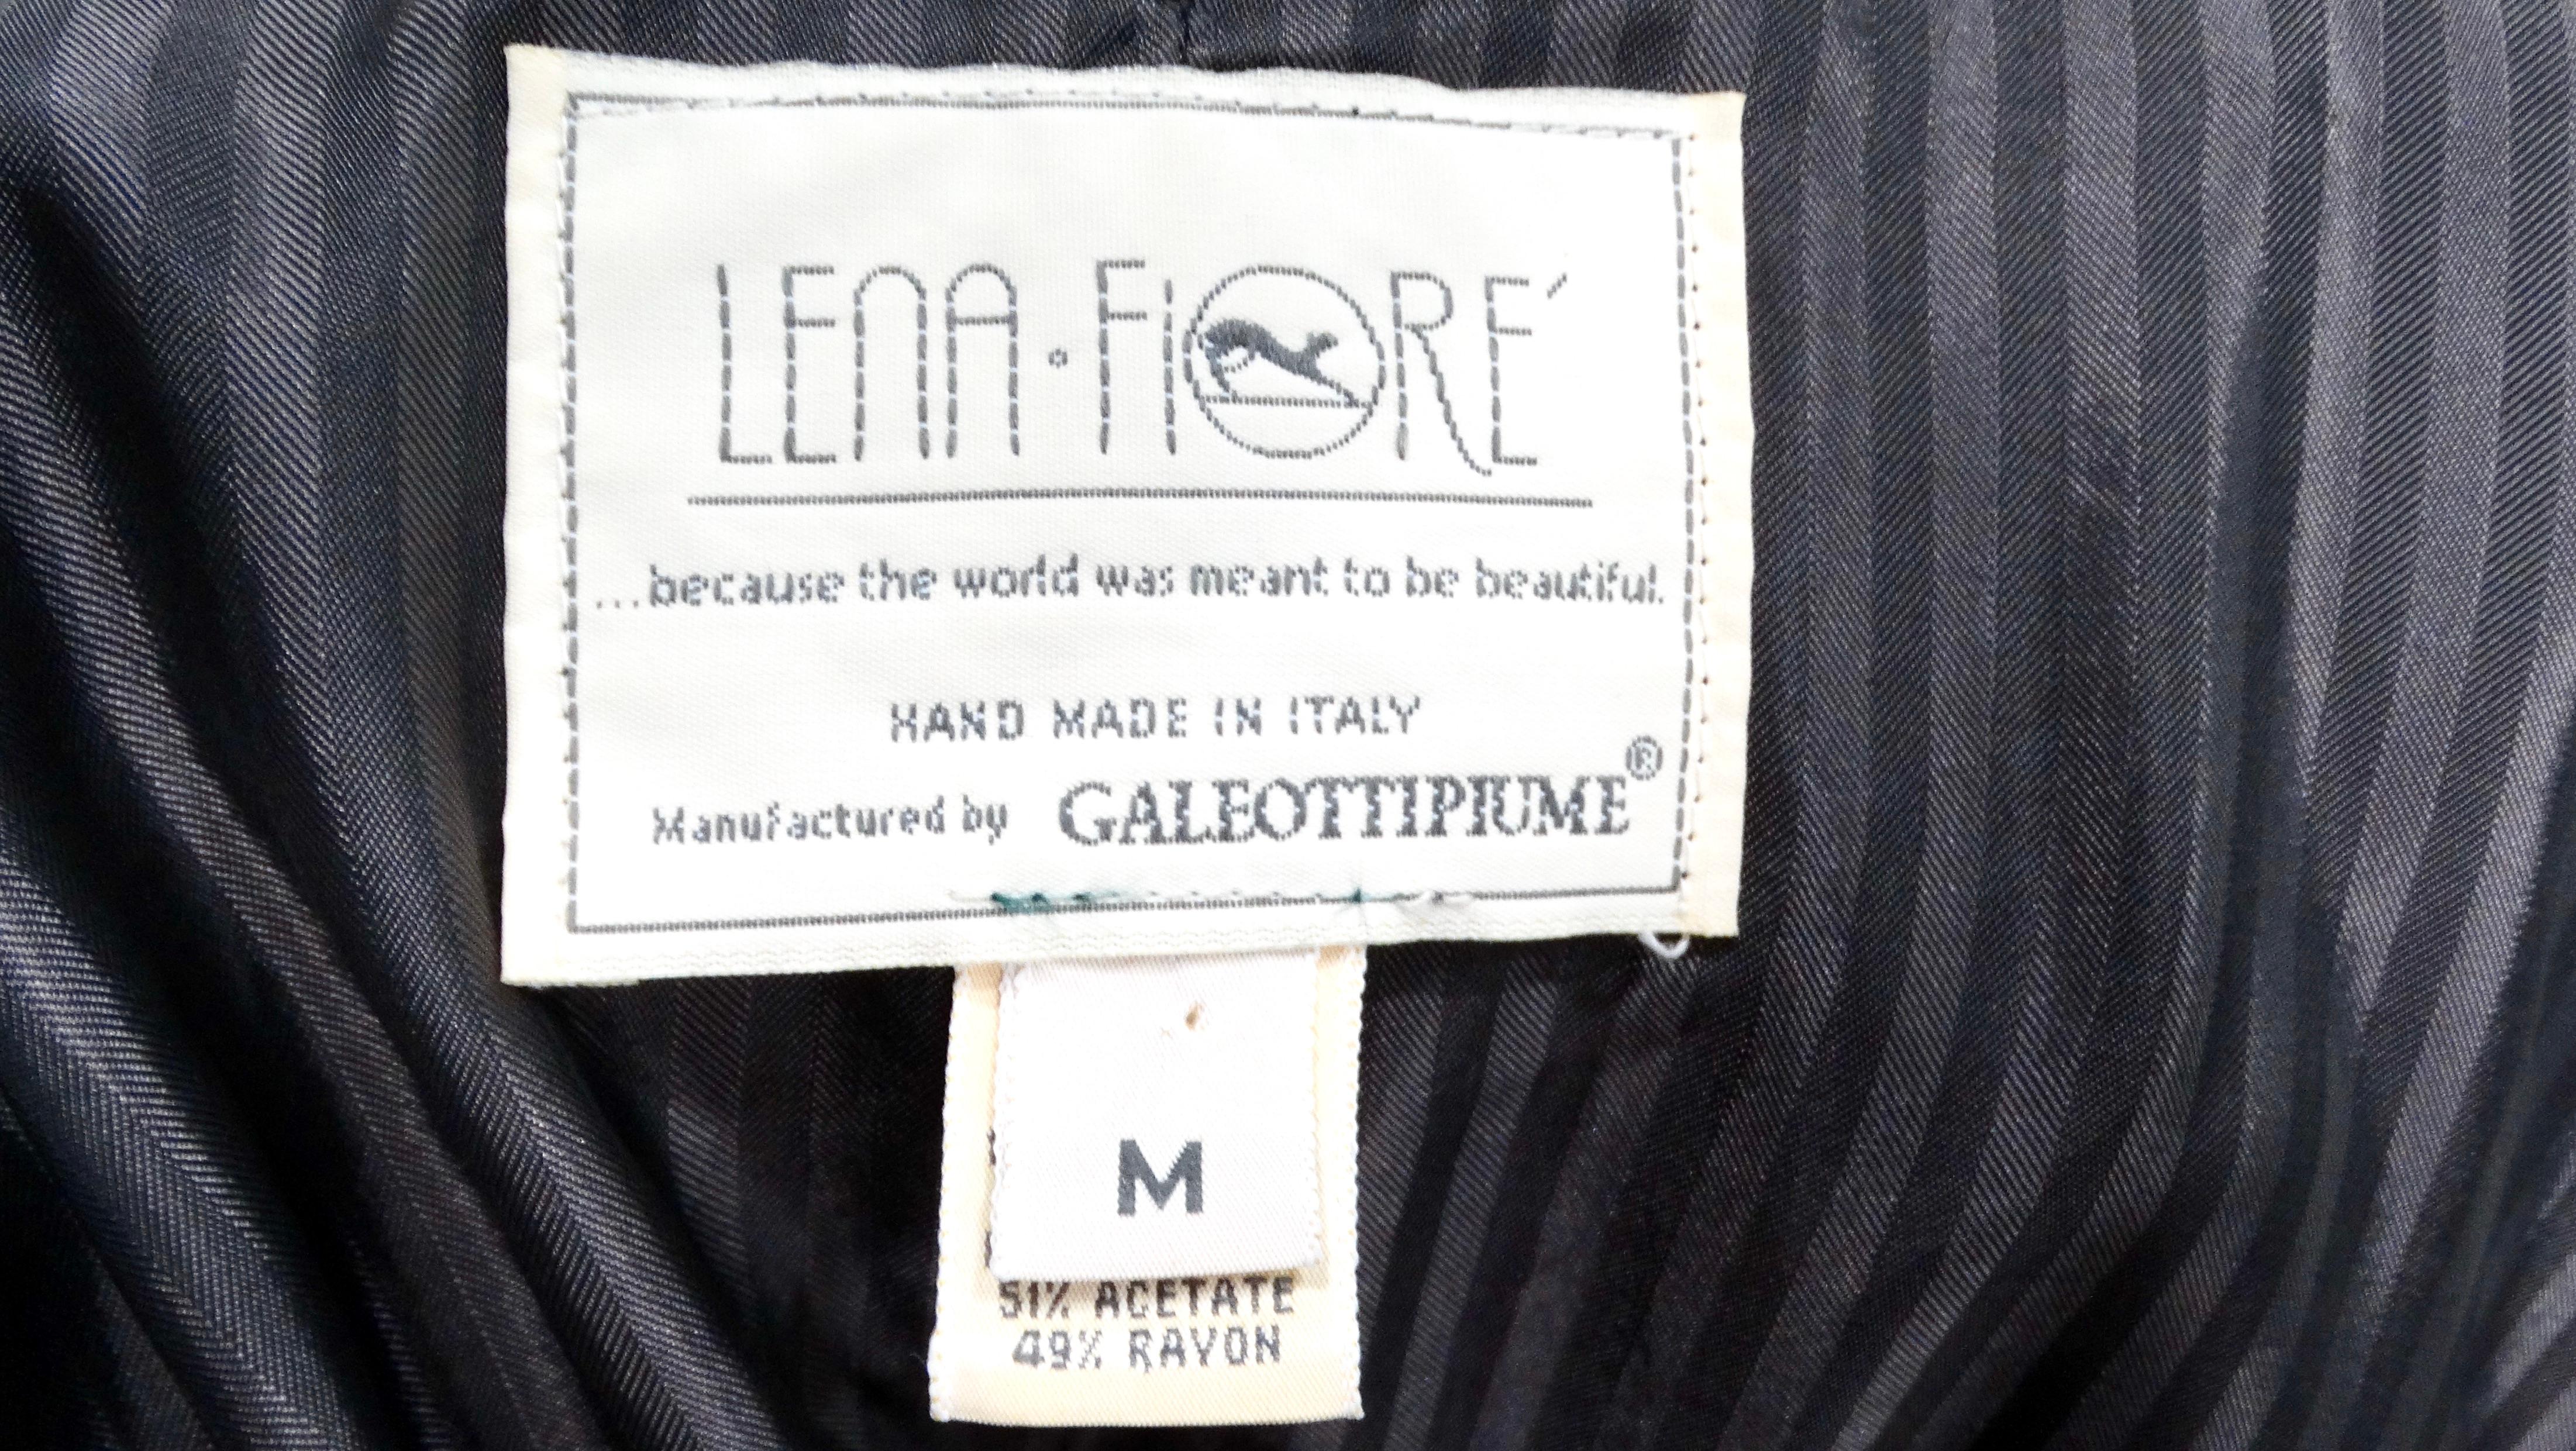 LENA · FIORE´
...because the world was meant to be beautiful.
HAND MADE IN ITALY
Manufactured by GALEOTTIPIUME®
M
51% ACETATE
49% RAYON